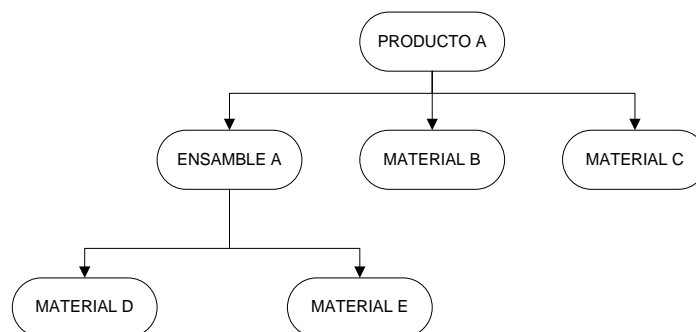 PRODUCTO A
ENSAMBLE A
MATERIAL B
MATERIAL C
MATERIAL D
MATERIAL E